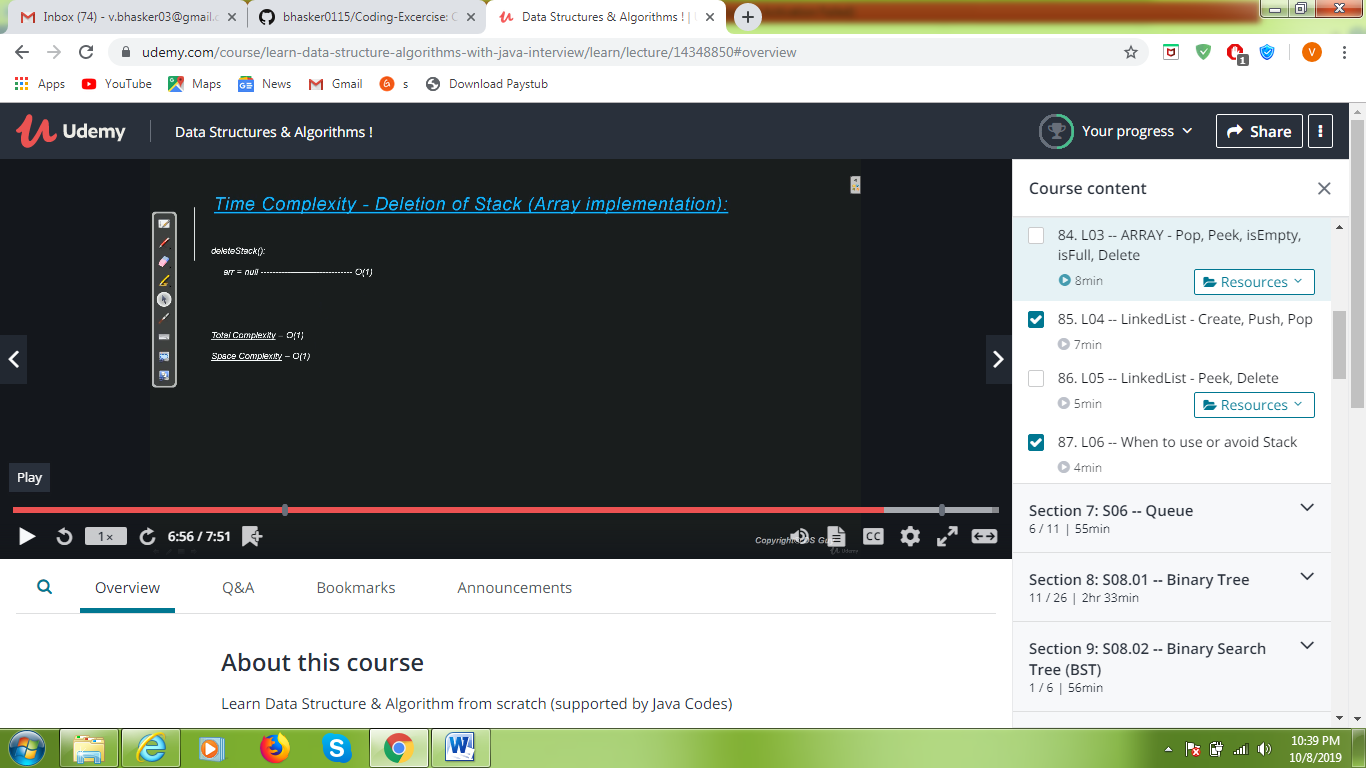 Inbox (74) - v.bhasker03@gmail.c
bhasker0115/Coding-Excercise: C
Data Structures & Algorithms ! |
udemy.com/course/learn-data-structure-algorithms-with-java-interview/learn/lecture/14348850#overview
1
V
Apps
YouTube
Maps
News
Gmail
s
Download Paystub
Udemy
Data Structures & Algorithms !
Your progress
Share
Time Complexity - Deletion of Stack (Array implementation):
deleteStack():
arr = null ------------------------------- O(1)
Total Complexity – O(1)
Space Complexity – O(1)
Play
1×
6:56 / 7:51
CC
Udemy
Course content
84. L03 -- ARRAY - Pop, Peek, isEmpty,
isFull, Delete
8min
Resources
85. L04 -- LinkedList - Create, Push, Pop
7min
86. L05 -- LinkedList - Peek, Delete
5min
Resources
87. L06 -- When to use or avoid Stack
4min
Section 7: S06 -- Queue
6 / 11 | 55min
Section 8: S08.01 -- Binary Tree
11 / 26 | 2hr 33min
Section 9: S08.02 -- Binary Search
Tree (BST)
1 / 6 | 56min
Overview
Q&A
Bookmarks
Announcements
About this course
Learn Data Structure & Algorithm from scratch (supported by Java Codes)
10:39 PM
10/8/2019